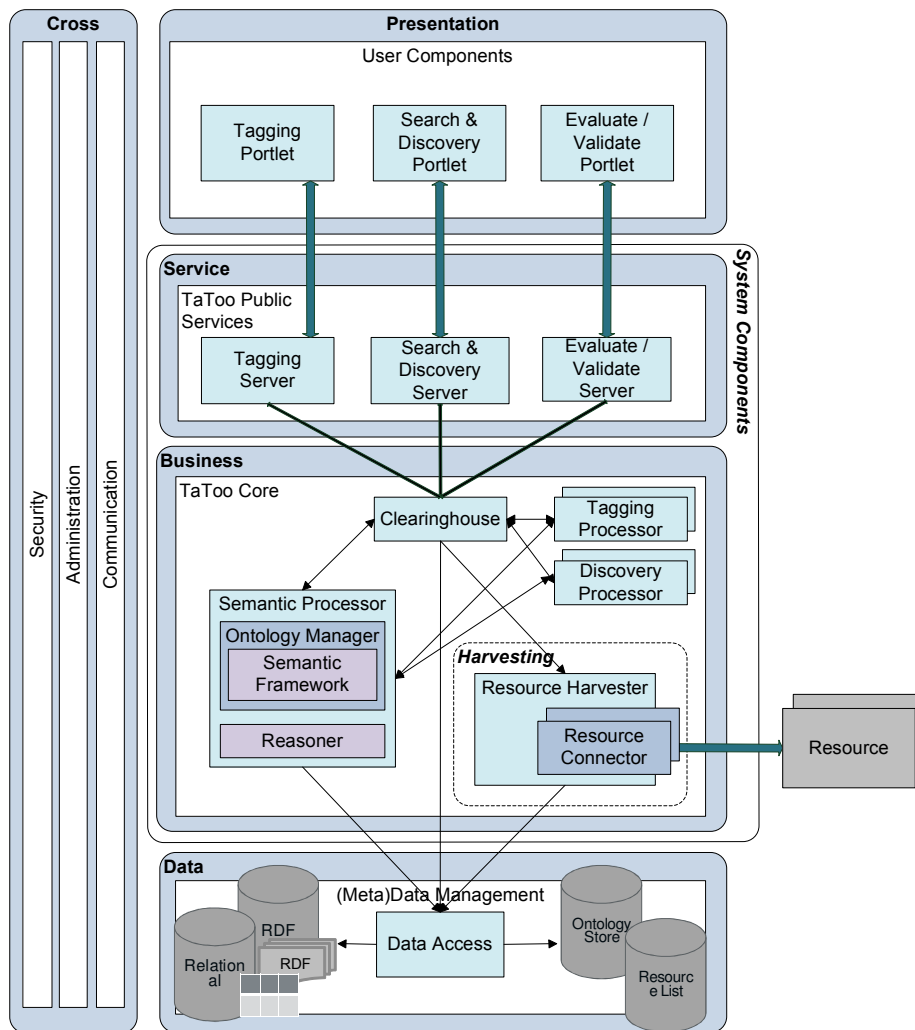 Cross
Security
Administration
Communication
Presentation
User Components
Tagging
Portlet
Search &
Discovery
Portlet
Evaluate /
Validate
Portlet
System Components
Service
TaToo Public
Services
Tagging
Server
Search &
Discovery
Server
Evaluate /
Validate
Server
Business
TaToo Core
Clearinghouse
Tagging
Processor
Discovery
Processor
Semantic Processor
Ontology Manager
Semantic
Framework
Reasoner
Harvesting
Resource Harvester
Resource
Connector
Resource
Data
(Meta)Data Management
RDF
RDF
Relation
al
Data Access
Ontology
Store
Resourc
e List